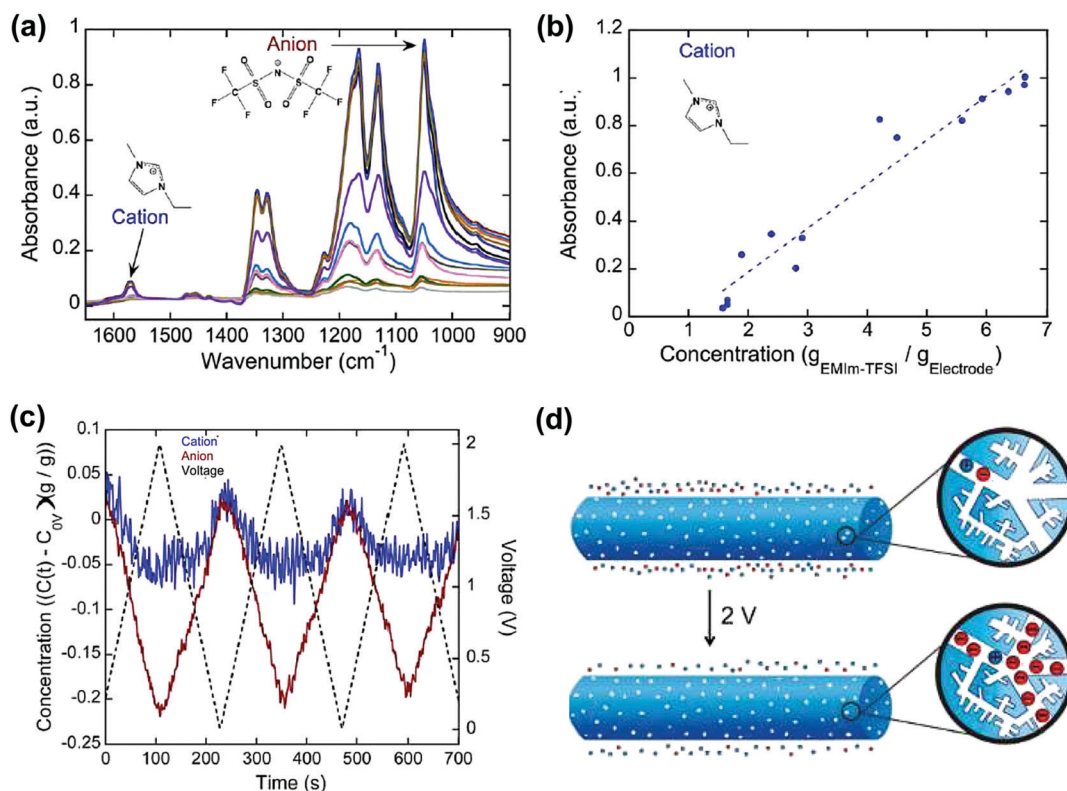 (a)
Absorbance (a.u.)
1
0.8
0.6
0.4
0.2
0
Anion
O O
⊖
S N S
F O O F
F F F F
N
⊕
N
Cation
1600 1500 1400 1300 1200 1100 1000 900
Wavenumber (cm-1)
(b)
Absorbance (a.u.)
1.2
1
0.8
0.6
0.4
0.2
0
Cation
N
⊕
N
0 1 2 3 4 5 6 7
Concentration (gEMIm-TFSI / gElectrode)
(c)
Concentration ((C(t) - C0V)(g / g)
0.1
0.05
0
-0.05
-0.1
-0.15
-0.2
-0.25
Cation
Anion
Voltage
2
1.5
1
0.5
0
Voltage (V)
0 100 200 300 400 500 600 700
Time (s)
(d)
2 V